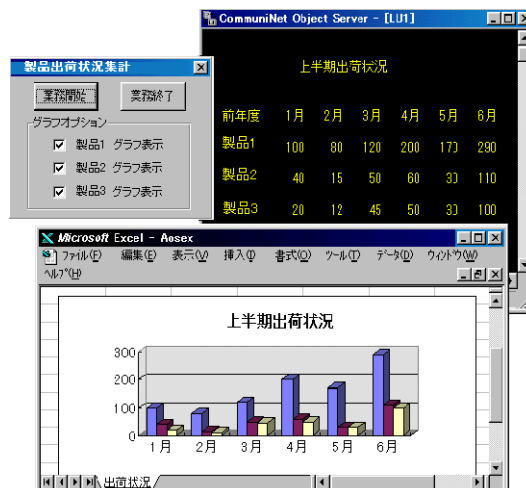 CommuniNet Object Server - [LU1]
上半期出荷状況
前年度 1月 2月 3月 4月 5月 6月
製品1 100 80 120 200 170 290
製品2 40 15 50 60 30 110
製品3 20 12 45 50 30 100
製品出荷状況集計
業務開始 業務終了
グラフオプション
製品1 グラフ表示
製品2 グラフ表示
製品3 グラフ表示
Microsoft Excel - Aosex
ファイル(F) 編集(E) 表示(V) 挿入(I) 書式(O) ツール(T) データ(D) ウィンドウ(W)
ヘルプ(H)
上半期出荷状況
300
200
100
0
1月 2月 3月 4月 5月 6月
出荷状況